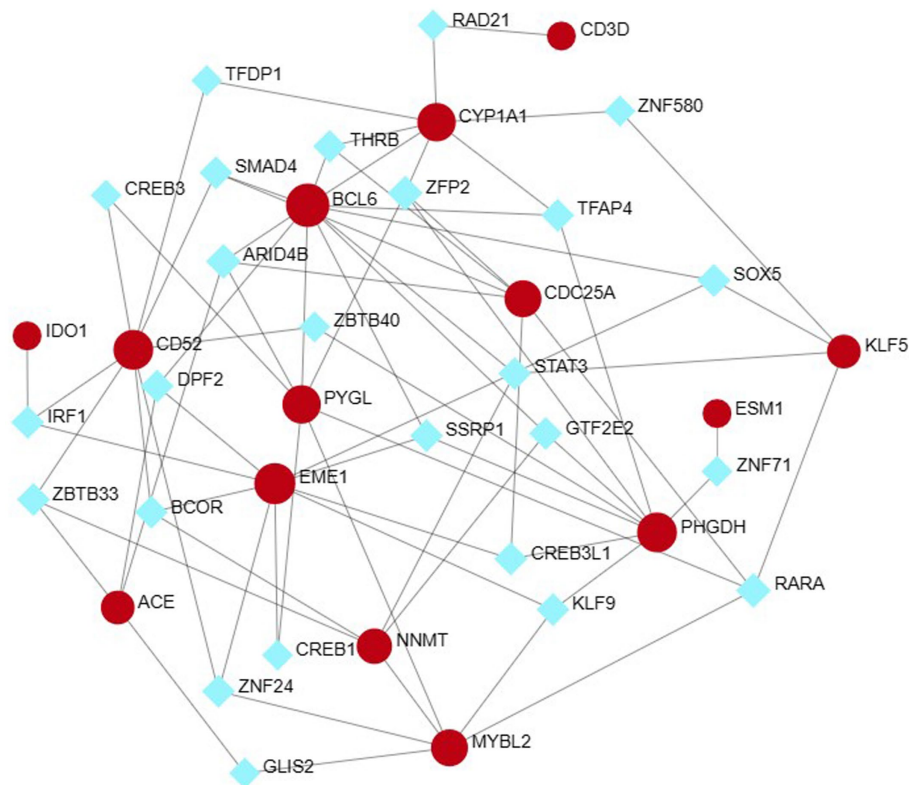 RAD21
CD3D
TFDP1
CYP1A1
ZNF580
THRB
SMAD4
CREB3
ZFP2
BCL6
TFAP4
ARID4B
SOX5
CDC25A
ZBTB40
IDO1
CD52
KLF5
STAT3
DPF2
PYGL
ESM1
IRF1
SSRP1
GTF2E2
ZNF71
EME1
ZBTB33
BCOR
PHGDH
CREB3L1
RARA
ACE
KLF9
NNMT
CREB1
ZNF24
MYBL2
GLIS2